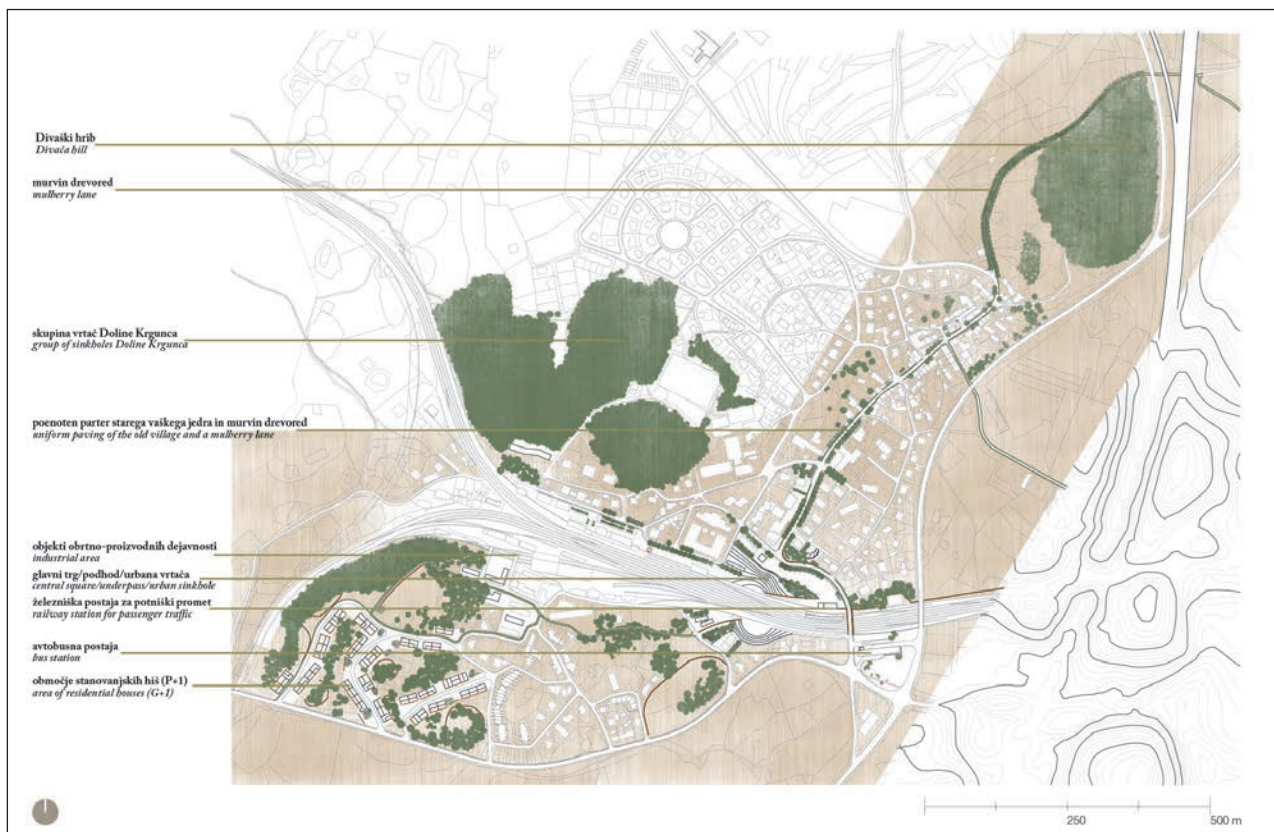 Divaški hrib
Divača hill
murvin drevored
mulberry lane
skupina vrtač Doline Krgunca
group of sinkholes Doline Krgunca
poenoten parter starega vaškega jedra in murvin drevored
uniform paving of the old village and a mulberry lane
objekti obrtno-proizvodnih dejavnosti
industrial area
glavni trg/podhod/urbana vrtača
central square/underpass/urban sinkhole
železniška postaja za potniški promet
railway station for passenger traffic
avtobusna postaja
bus station
območje stanovanjskih hiš (P+1)
area of residential houses (G+1)
250
500 m